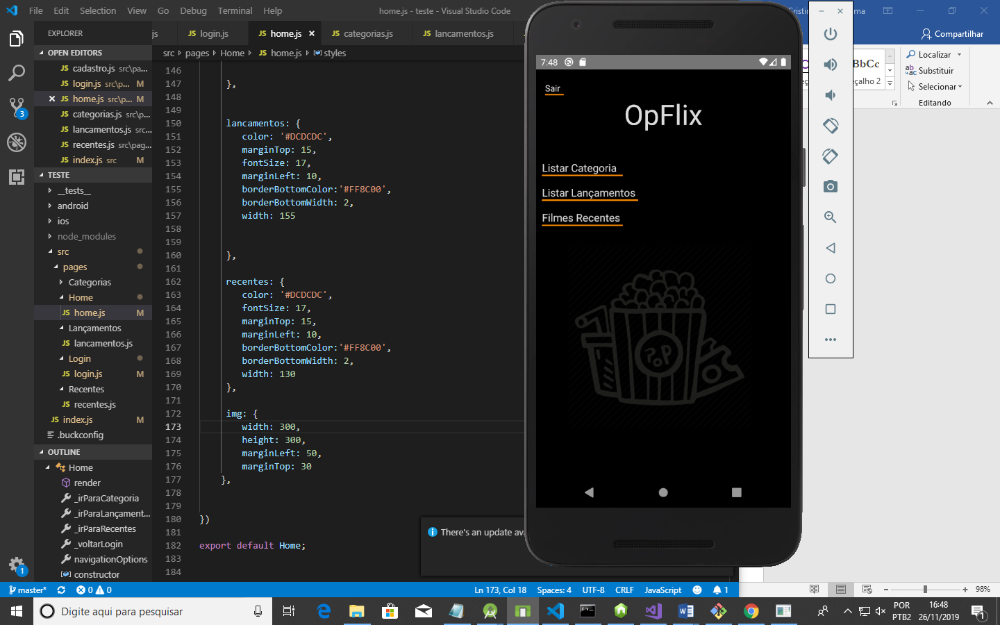 File Edit Selection View Go Debug Terminal Help
home.js - teste - Visual Studio Code
EXPLORER
OPEN EDITORS
JS cadastro.js src\pa...
JS login.js src\p... M
JS home.js src\p... M
JS categorias.js src\p...
JS lancamentos.js src...
JS recentes.js src\pag...
JS index.js src M
TESTE
__tests__
android
ios
node_modules
src
pages
Categorias
Home
JS home.js M
Lançamentos
JS lancamentos.js
Login
JS login.js M
Recentes
JS recentes.js
JS index.js M
.buckconfig
OUTLINE
Home
render
_irParaCategoria
_irParaLançament...
_irParaRecentes
_voltarLogin
navigationOptions
constructor
js JS login.js JS home.js JS categorias.js JS lancamentos.js
src > pages > Home > JS home.js > styles
146
147 },
148
149
150 lancamentos: {
151 color: '#DCDCDC',
152 marginTop: 15,
153 fontSize: 17,
154 marginLeft: 10,
155 borderBottomColor:'#FF8C00',
156 borderBottomWidth: 2,
157 width: 155
158
159
160 },
161
162 recentes: {
163 color: '#DCDCDC',
164 fontSize: 17,
165 marginTop: 15,
166 marginLeft: 10,
167 borderBottomColor:'#FF8C00',
168 borderBottomWidth: 2,
169 width: 130
170 },
171
172 img: {
173 width: 300,
174 height: 300,
175 marginLeft: 50,
176 marginTop: 30
177 },
178
179
180 })
181
182 export default Home;
183
184
There's an update ava
7:48
Sair
OpFlix
Listar Categoria
Listar Lançamentos
Filmes Recentes
POP
Cristin
ma
Compartilhar
BbCc
çalho 2
Localizar
Substituir
Selecionar
Editando
3
1
master* 0 0
Ln 173, Col 18 Spaces: 4 UTF-8 CRLF JavaScript 1
98%
Digite aqui para pesquisar
POR
PTB2
16:48
26/11/2019
1